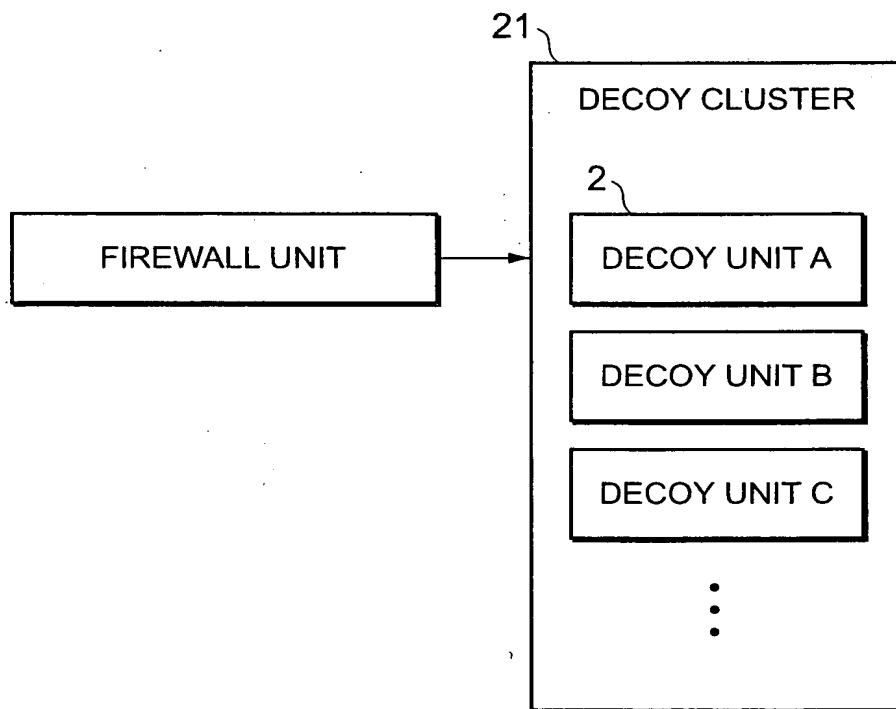 21
DECOY CLUSTER
2
FIREWALL UNIT
DECOY UNIT A
DECOY UNIT B
DECOY UNIT C